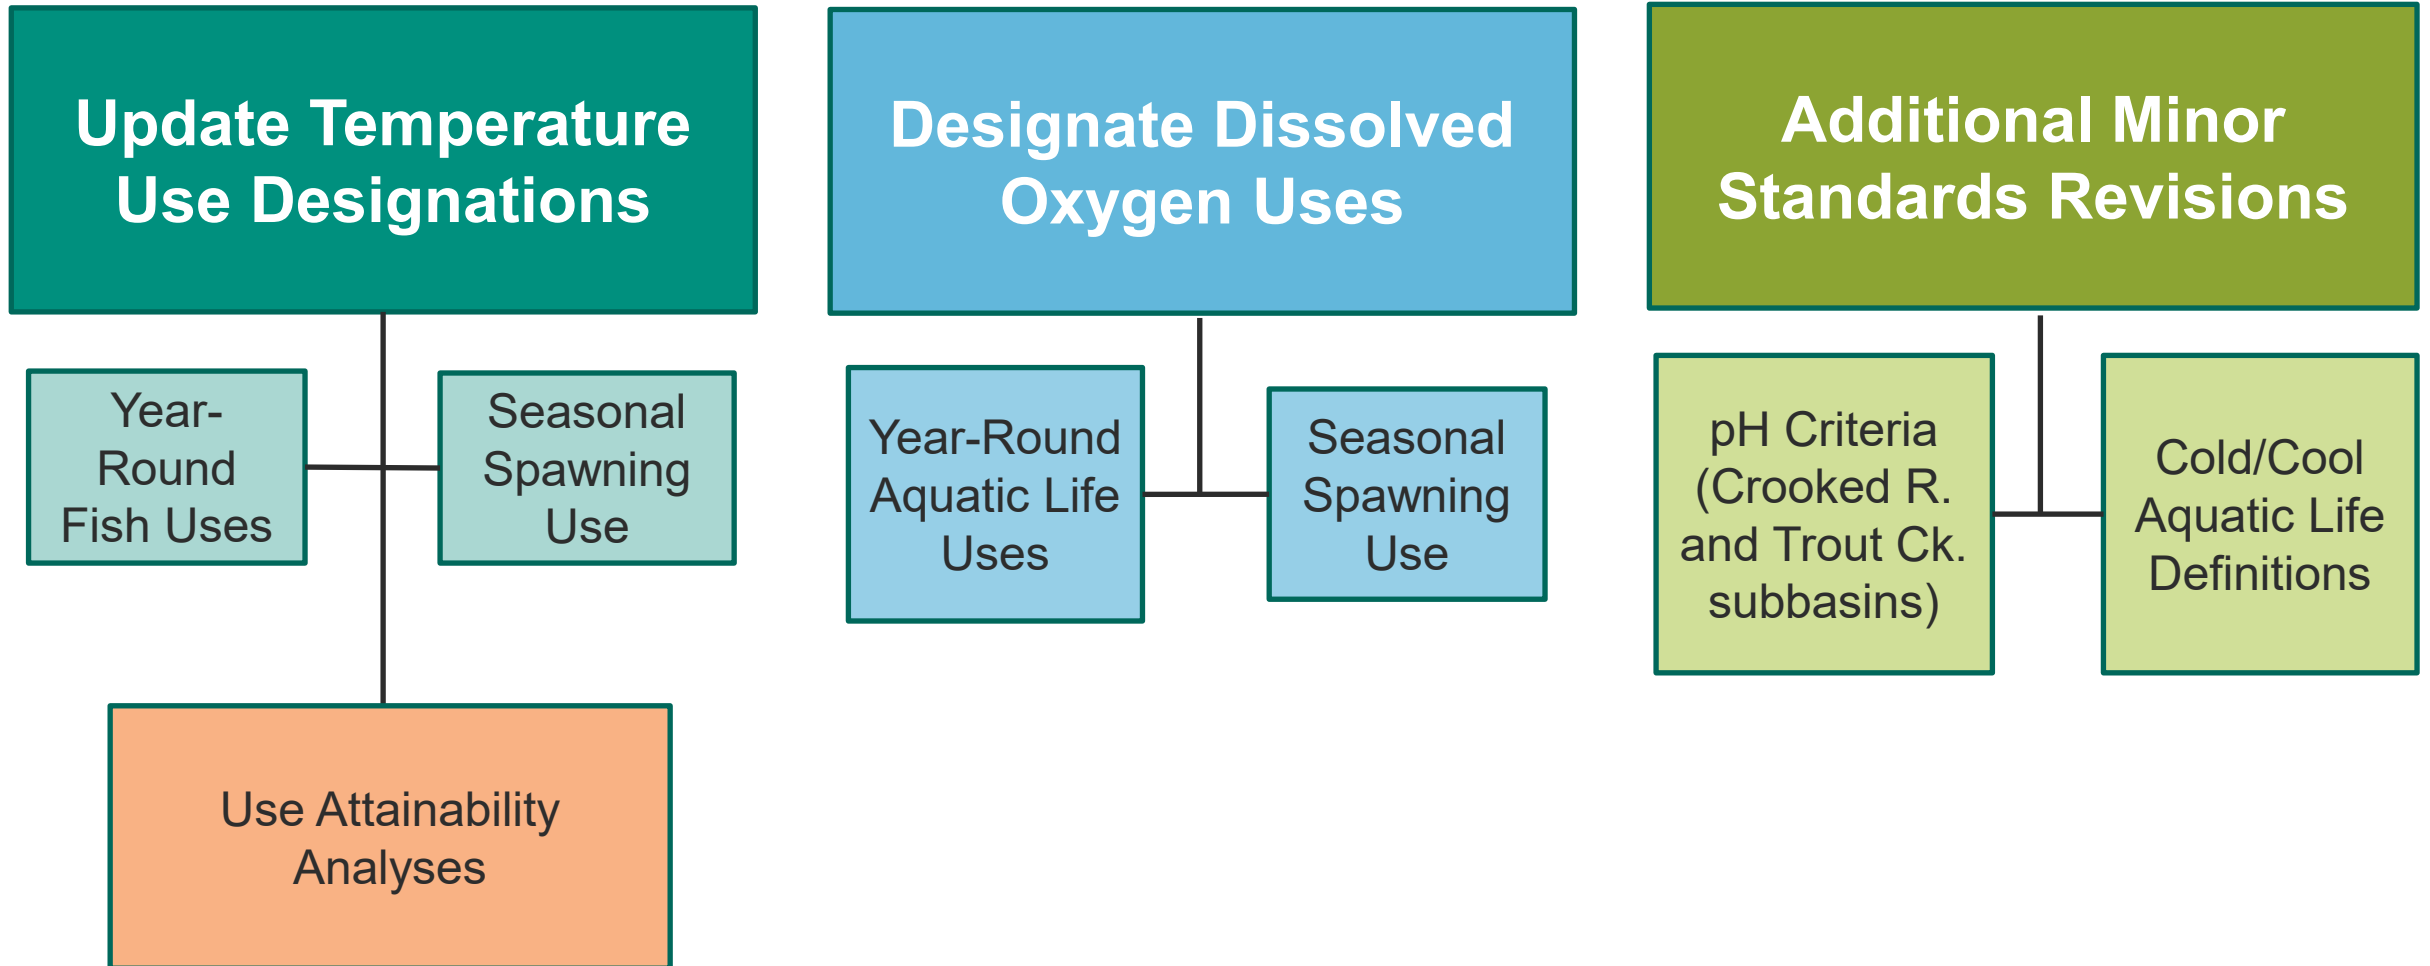 Update Temperature
Use Designations
Designate Dissolved
Oxygen Uses
Additional Minor
Standards Revisions
Year-
Round
Fish Uses
Seasonal
Spawning
Use
Year-Round
Aquatic Life
Uses
Seasonal
Spawning
Use
pH Criteria
(Crooked R.
and Trout Ck.
subbasins)
Cold/Cool
Aquatic Life
Definitions
Use Attainability
Analyses